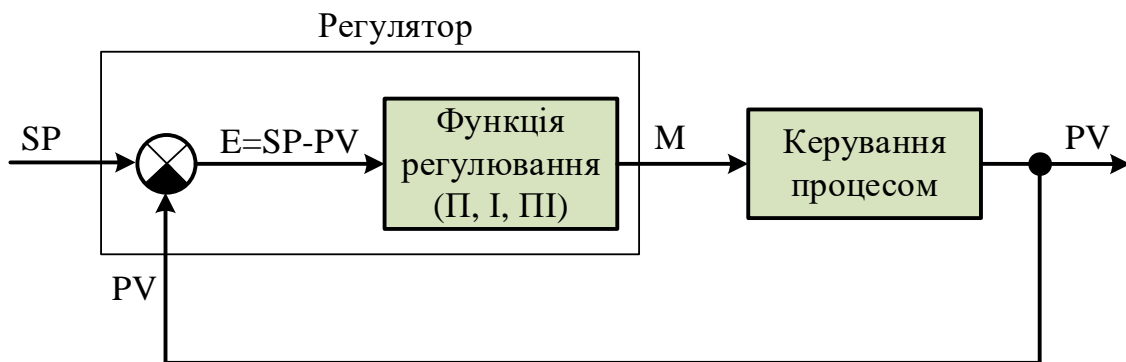 Регулятор
SP
E=SP-PV
Функція
регулювання
(П, І, ПІ)
M
Керування
процесом
PV
PV